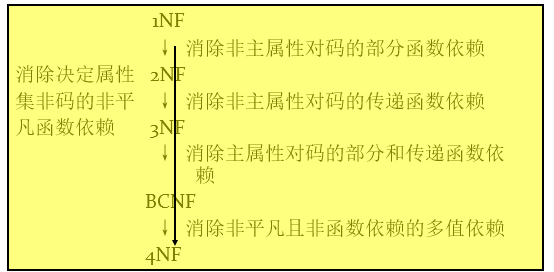 1NF
↓ 消除非主属性对码的部分函数依赖
消除决定属性 2NF
集非码的非平 ↓ 消除非主属性对码的传递函数依赖
凡函数依赖 3NF
↓ 消除主属性对码的部分和传递函数依
赖
BCNF
↓ 消除非平凡且非函数依赖的多值依赖
4NF